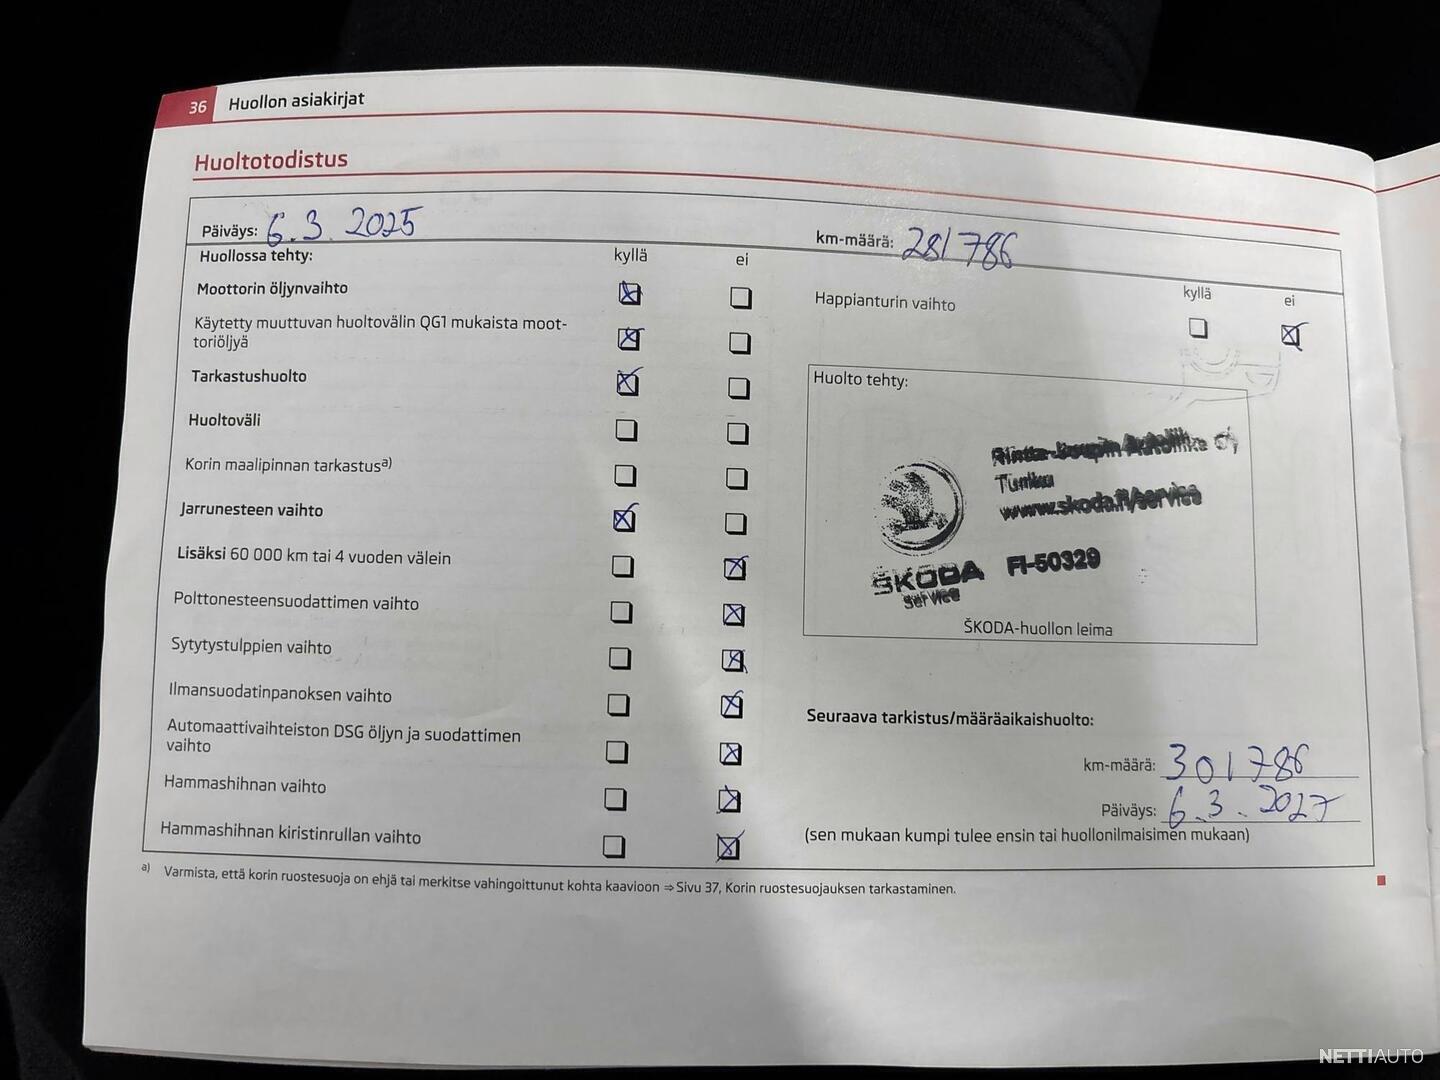 36 Huollon asiakirjat
Huoltotodistus
Päiväys: 6.3.2025
km-määrä: 281786
Huollossa tehty: kyllä ei
Moottorin öljynvaihto
Käytetty muuttuvan huoltovälin QG1 mukaista moot-
toriöljyä
Tarkastushuolto
Huoltoväli
Korin maalipinnan tarkastusa)
Jarrunesteen vaihto
Lisäksi 60 000 km tai 4 vuoden välein
Polttonesteensuodattimen vaihto
Sytytystulppien vaihto
Ilmansuodatinpanoksen vaihto
Automaattivaihteiston DSG öljyn ja suodattimen
vaihto
Hammashihnan vaihto
Hammashihnan kiristinrullan vaihto
kyllä ei
Happianturin vaihto
Huolto tehty:
Rinta-Joupin Autoliike Oy
Turku
www.skoda.fi/service
ŠKODA FI-50329
Service
ŠKODA-huollon leima
Seuraava tarkistus/määräaikaishuolto:
km-määrä: 301786
Päiväys: 6.3.2027
(sen mukaan kumpi tulee ensin tai huollonilmaisimen mukaan)
a) Varmista, että korin ruostesuoja on ehjä tai merkitse vahingoittunut kohta kaavioon ⇒ Sivu 37, Korin ruostesuojauksen tarkastaminen.
NETTIAUTO